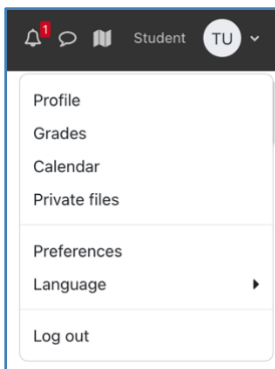 1
Student TU
Profile
Grades
Calendar
Private files
Preferences
Language
Log out